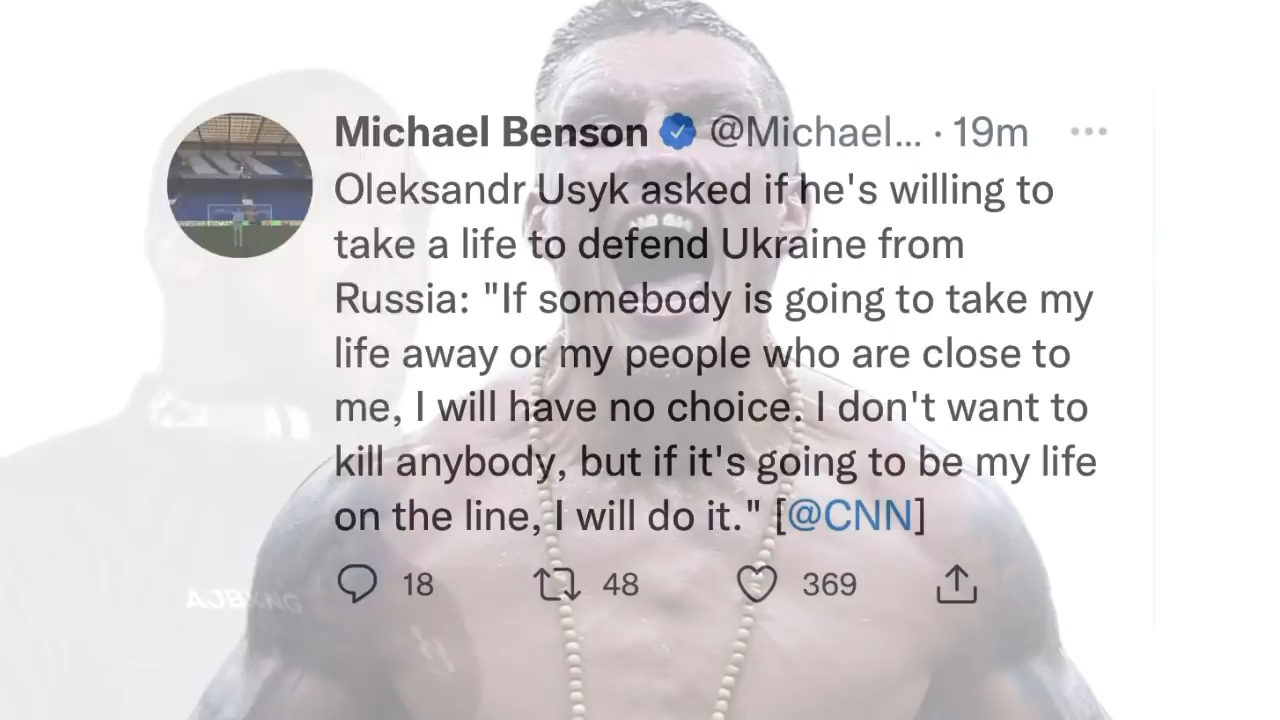 Michael Benson @Michael... · 19m
Oleksandr Usyk asked if he's willing to
take a life to defend Ukraine from
Russia: "If somebody is going to take my
life away or my people who are close to
me, I will have no choice. I don't want to
kill anybody, but if it's going to be my life
on the line, I will do it." [@CNN]
18 48 369
AJBXNG